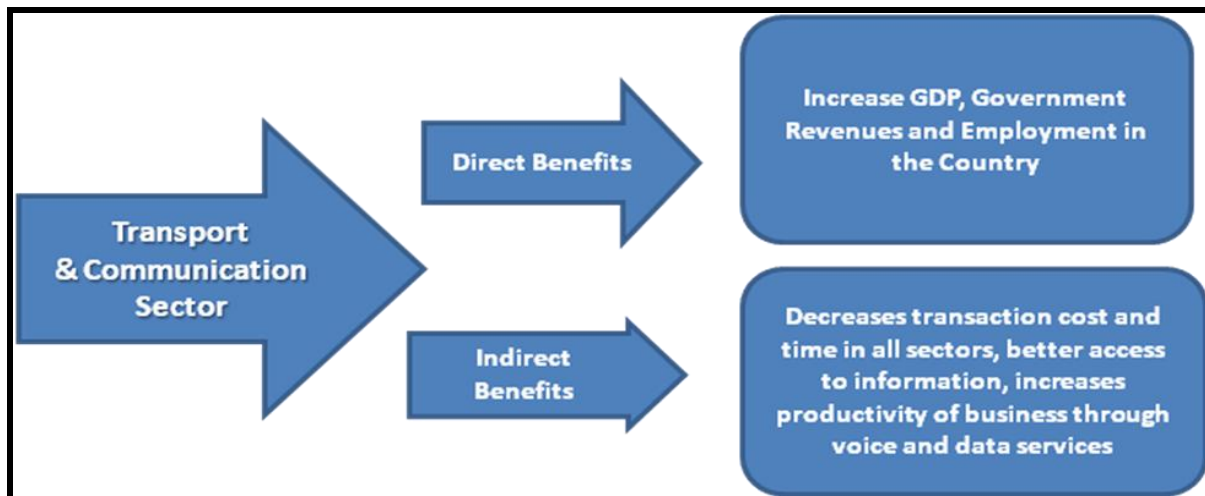 Transport
& Communication
Sector
Direct Benefits
Increase GDP, Government
Revenues and Employment in
the Country
Indirect
Benefits
Decreases transaction cost and
time in all sectors, better access
to information, increases
productivity of business through
voice and data services